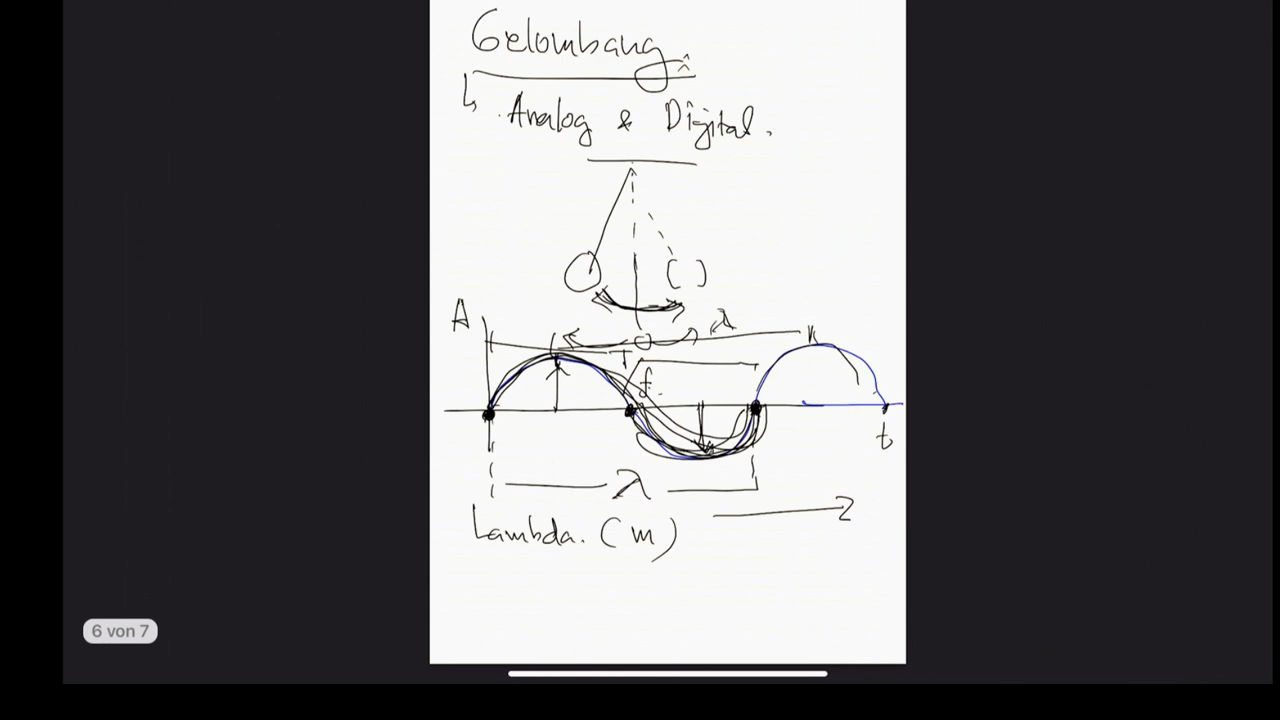 Gelombang:
↳ Analog & Digital.
A
λ
T
f.
t
λ
Lambda. (m)
6 von 7